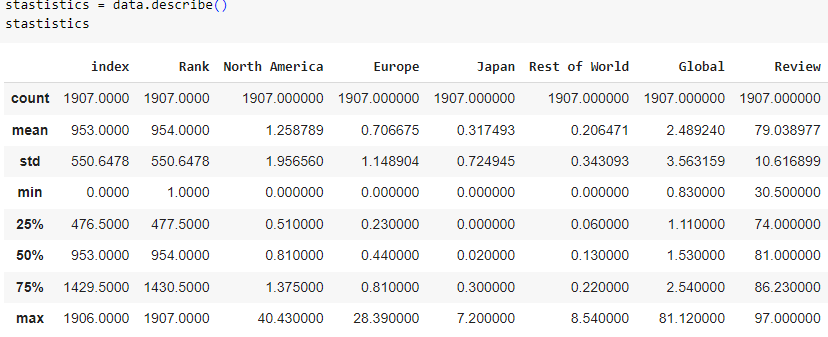 stastistics = data.describe()
stastistics
index Rank North America Europe Japan Rest of World Global Review
count 1907.0000 1907.0000 1907.000000 1907.000000 1907.000000 1907.000000 1907.000000 1907.000000
mean 953.0000 954.0000 1.258789 0.706675 0.317493 0.206471 2.489240 79.038977
std 550.6478 550.6478 1.956560 1.148904 0.724945 0.343093 3.563159 10.616899
min 0.0000 1.0000 0.000000 0.000000 0.000000 0.000000 0.830000 30.500000
25% 476.5000 477.5000 0.510000 0.230000 0.000000 0.060000 1.110000 74.000000
50% 953.0000 954.0000 0.810000 0.440000 0.020000 0.130000 1.530000 81.000000
75% 1429.5000 1430.5000 1.375000 0.810000 0.300000 0.220000 2.540000 86.230000
max 1906.0000 1907.0000 40.430000 28.390000 7.200000 8.540000 81.120000 97.000000